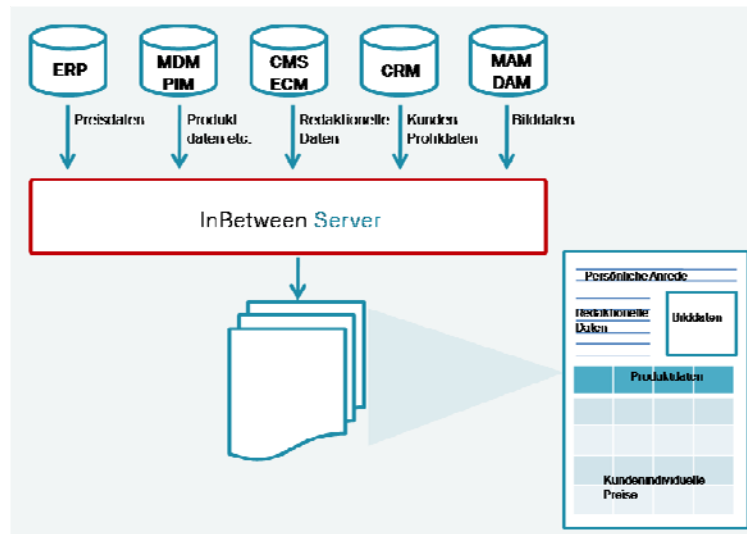 ERP
MDM
PIM
CMS
ECM
CRM
MAM
DAM
Preisdaten
Produkt
daten etc.
Redaktionelle
Daten
Kunden
Profildaten
Bilddaten
InBetween Server
Persönliche Anrede
Redaktionelle
Daten
Bilddaten
Produktdaten
Kundenindividuelle
Preise